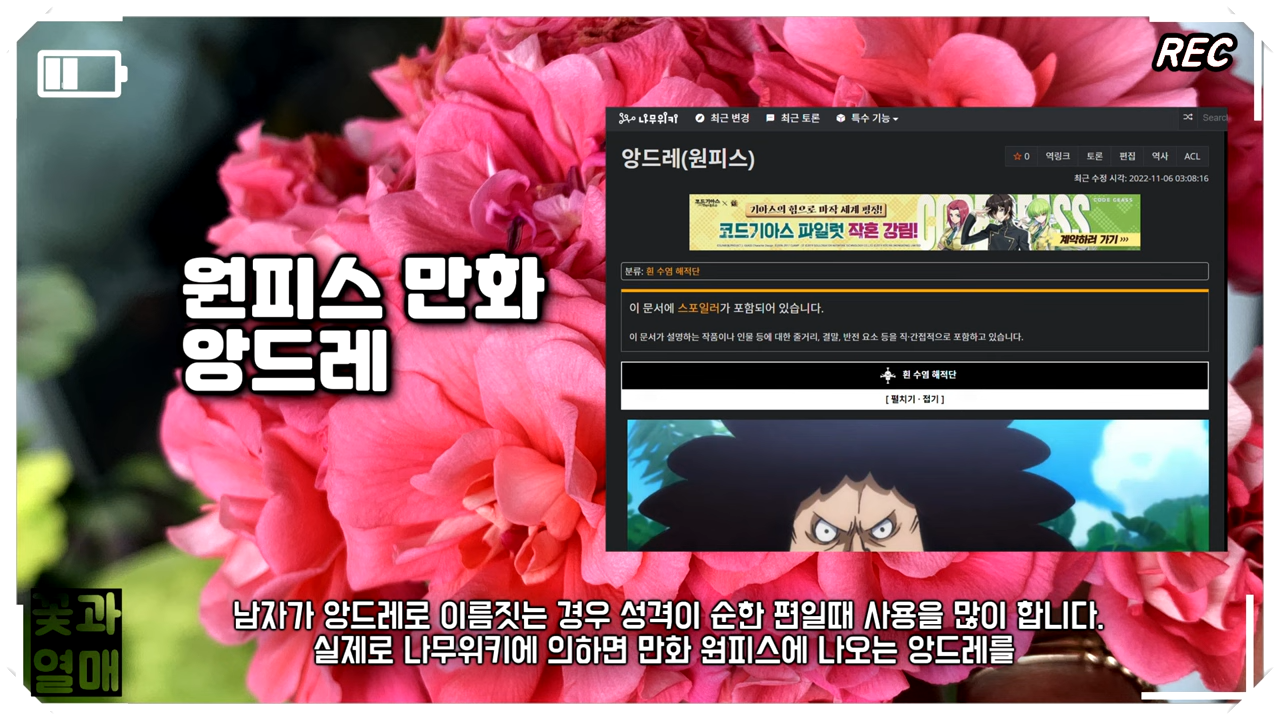 REC
나무위키 최근 변경 최근 토론 특수 기능 Searc
앙드레(원피스)
☆ 0 역링크 토론 편집 역사 ACL
최근 수정 시각: 2022-11-06 03:08:16
코드기아스
기아스의 힘으로 마작 세계 평정!
코드기아스 파일럿 작혼 강림!
CODE GEASS
계약하러 가기 »»
분류: 흰 수염 해적단
이 문서에 스포일러가 포함되어 있습니다.
이 문서가 설명하는 작품이나 인물 등에 대한 줄거리, 결말, 반전 요소 등을 직·간접적으로 포함하고 있습니다.
흰 수염 해적단
[ 펼치기 · 접기 ]
원피스 만화
앙드레
꽃과
열매
남자가 앙드레로 이름짓는 경우 성격이 순한 편일때 사용을 많이 합니다.
실제로 나무위키에 의하면 만화 원피스에 나오는 앙드레를